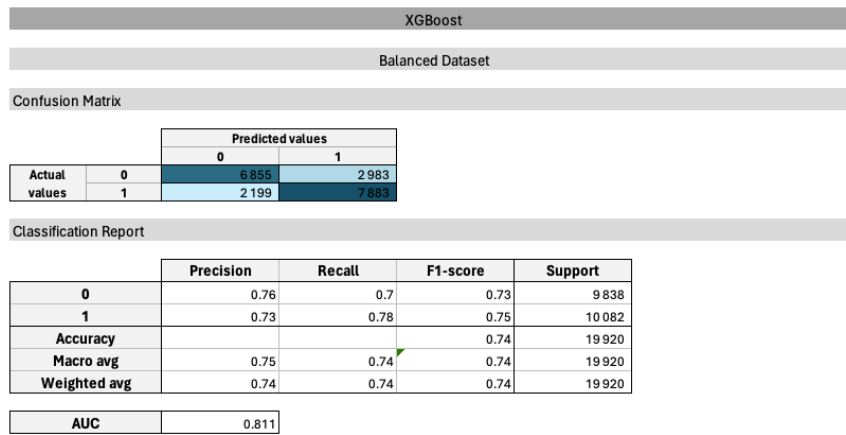 XGBoost
Balanced Dataset
Confusion Matrix
Predicted values
0 1
Actual values 0 6 855 2 983
1 2 199 7 883
Classification Report
Precision Recall F1-score Support
0 0.76 0.7 0.73 9 838
1 0.73 0.78 0.75 10 082
Accuracy 0.74 19 920
Macro avg 0.75 0.74 0.74 19 920
Weighted avg 0.74 0.74 0.74 19 920
AUC 0.811